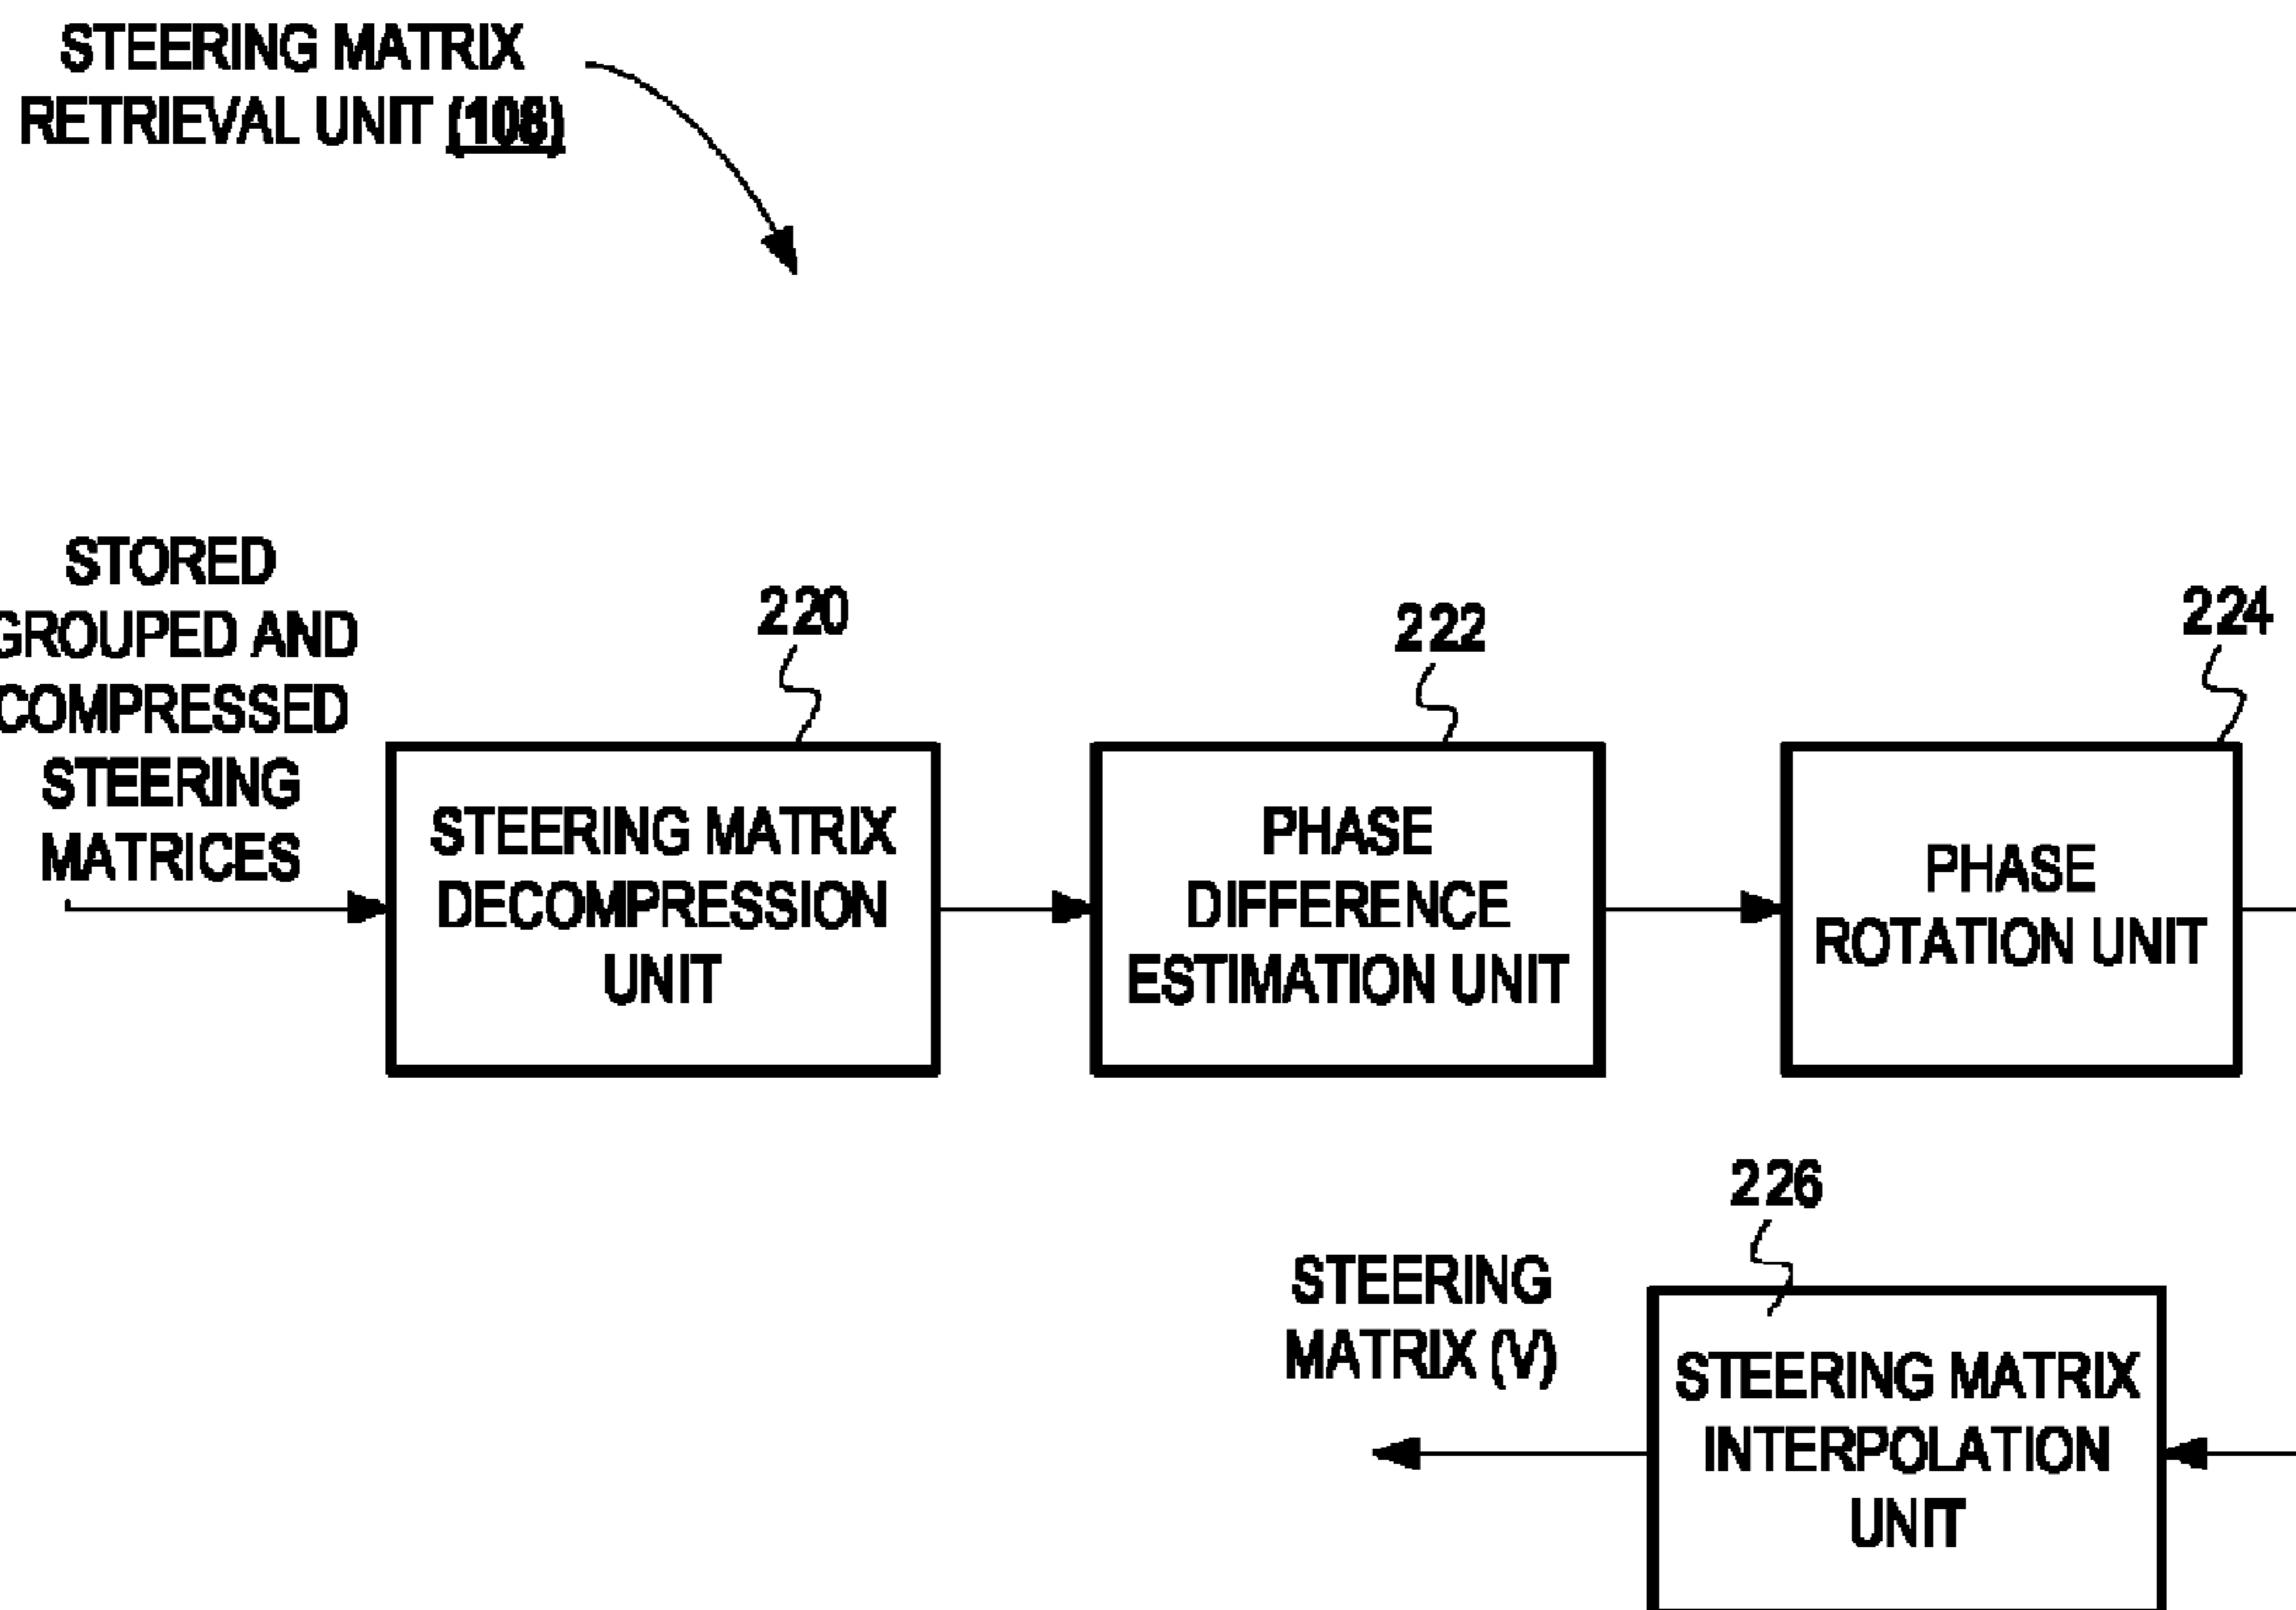 STEERING MATRIX
RETRIEVAL UNIT (108)
STORED
GROUPED AND
COMPRESSED
STEERING
MATRICES
220
222
224
STEERING MATRIX
DECOMPRESSION
UNIT
PHASE
DIFFERENCE
ESTIMATION UNIT
PHASE
ROTATION UNIT
226
STEERING
MATRIX (V)
STEERING MATRIX
INTERPOLATION
UNIT